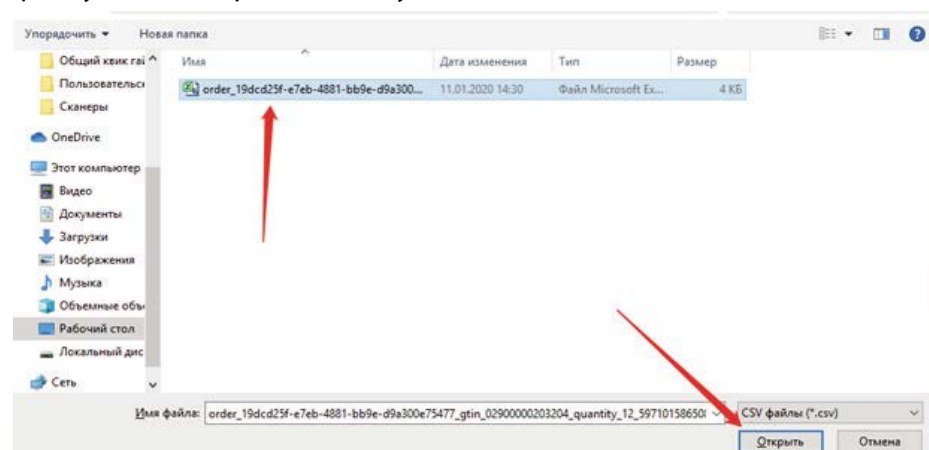 Упорядочить
Новая папка
Общий квик гаі
Имя
Дата изменения
Тип
Размер
Пользовательс
order_19dcd25f-e7eb-4881-bb9e-d9a300...
11.01.2020 14:30
Файл Microsoft Ex...
4 КБ
Сканеры
OneDrive
Этот компьютер
Видео
Документы
Загрузки
Изображения
Музыка
Объемные объ
Рабочий стол
Локальный дис
Сеть
Имя файла:
order_19dcd25f-e7eb-4881-bb9e-d9a300e75477_gtin_02900000203204_quantity_12_59710158650
CSV файлы (*.csv)
Открыть
Отмена